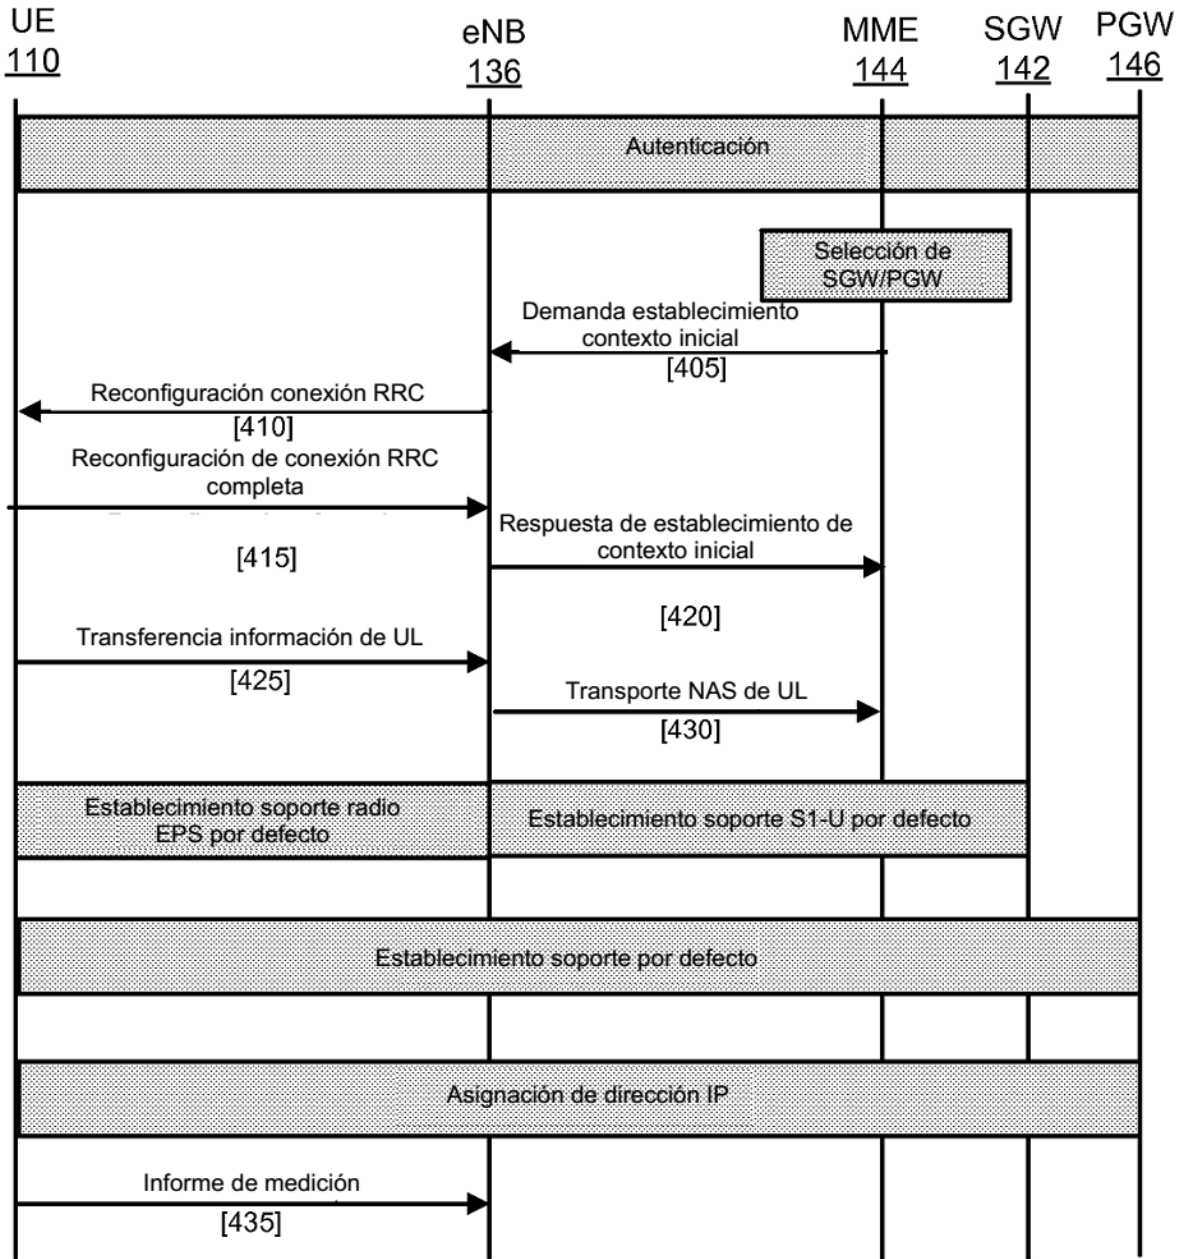 UE
110
eNB
136
MME
144
SGW
142
PGW
146
Autenticación
Selección de
SGW/PGW
Demanda establecimiento
contexto inicial
[405]
Reconfiguración conexión RRC
[410]
Reconfiguración de conexión RRC
completa
[415]
Respuesta de establecimiento de
contexto inicial
[420]
Transferencia información de UL
[425]
Transporte NAS de UL
[430]
Establecimiento soporte radio
EPS por defecto
Establecimiento soporte S1-U por defecto
Establecimiento soporte por defecto
Asignación de dirección IP
Informe de medición
[435]